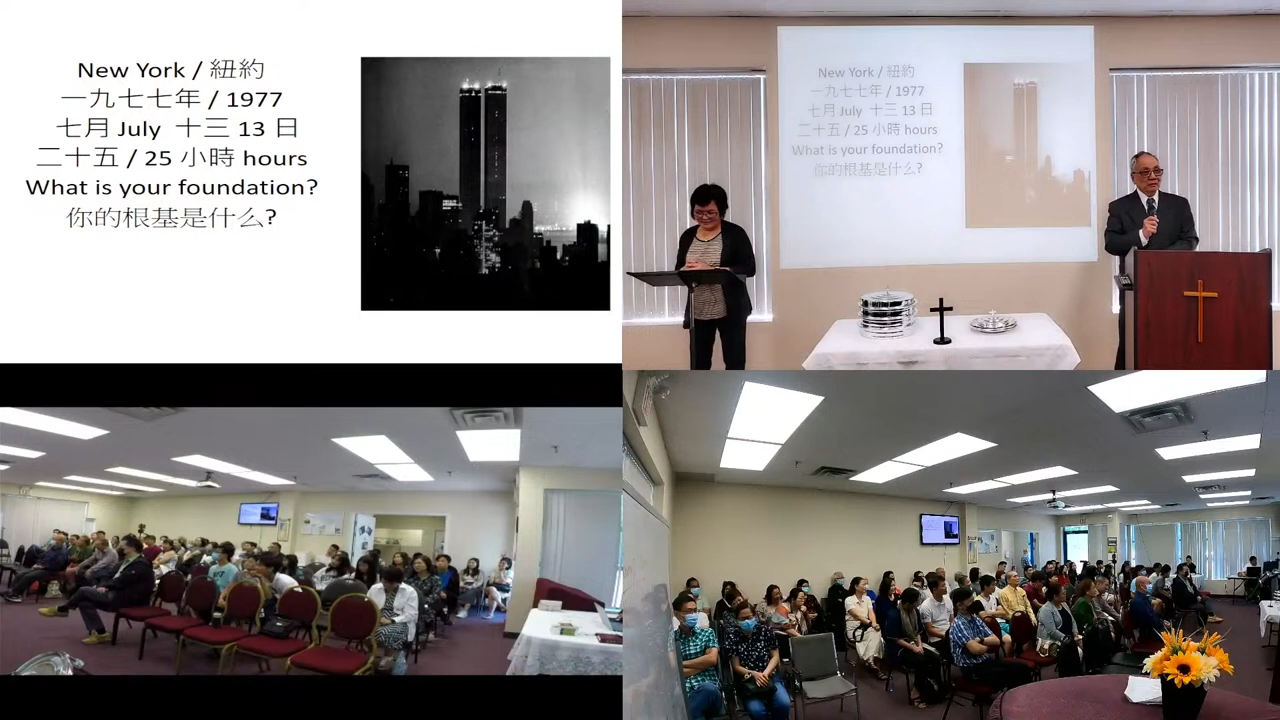 New York / 紐約
一九七七年 / 1977
七月 July 十三 13 日
二十五 / 25 小時 hours
What is your foundation?
你的根基是什么?
New York / 紐約
一九七七年 / 1977
七月 July 十三 13 日
二十五 / 25 小時 hours
What is your foundation?
你的根基是什么?